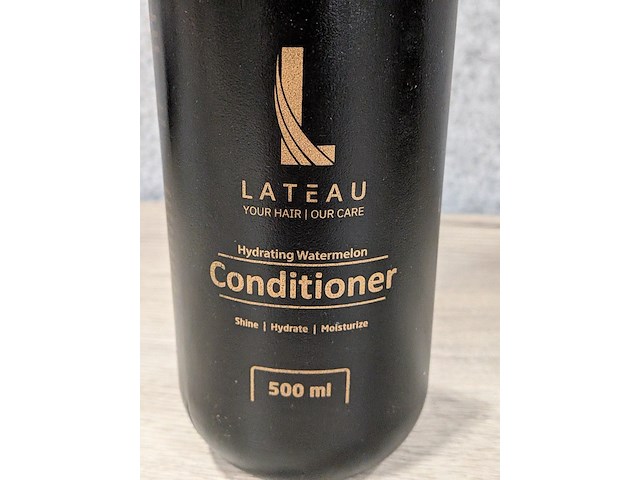 L
LATEAU
YOUR HAIR | OUR CARE
Hydrating Watermelon
Conditioner
Shine | Hydrate | Moisturize
500 ml